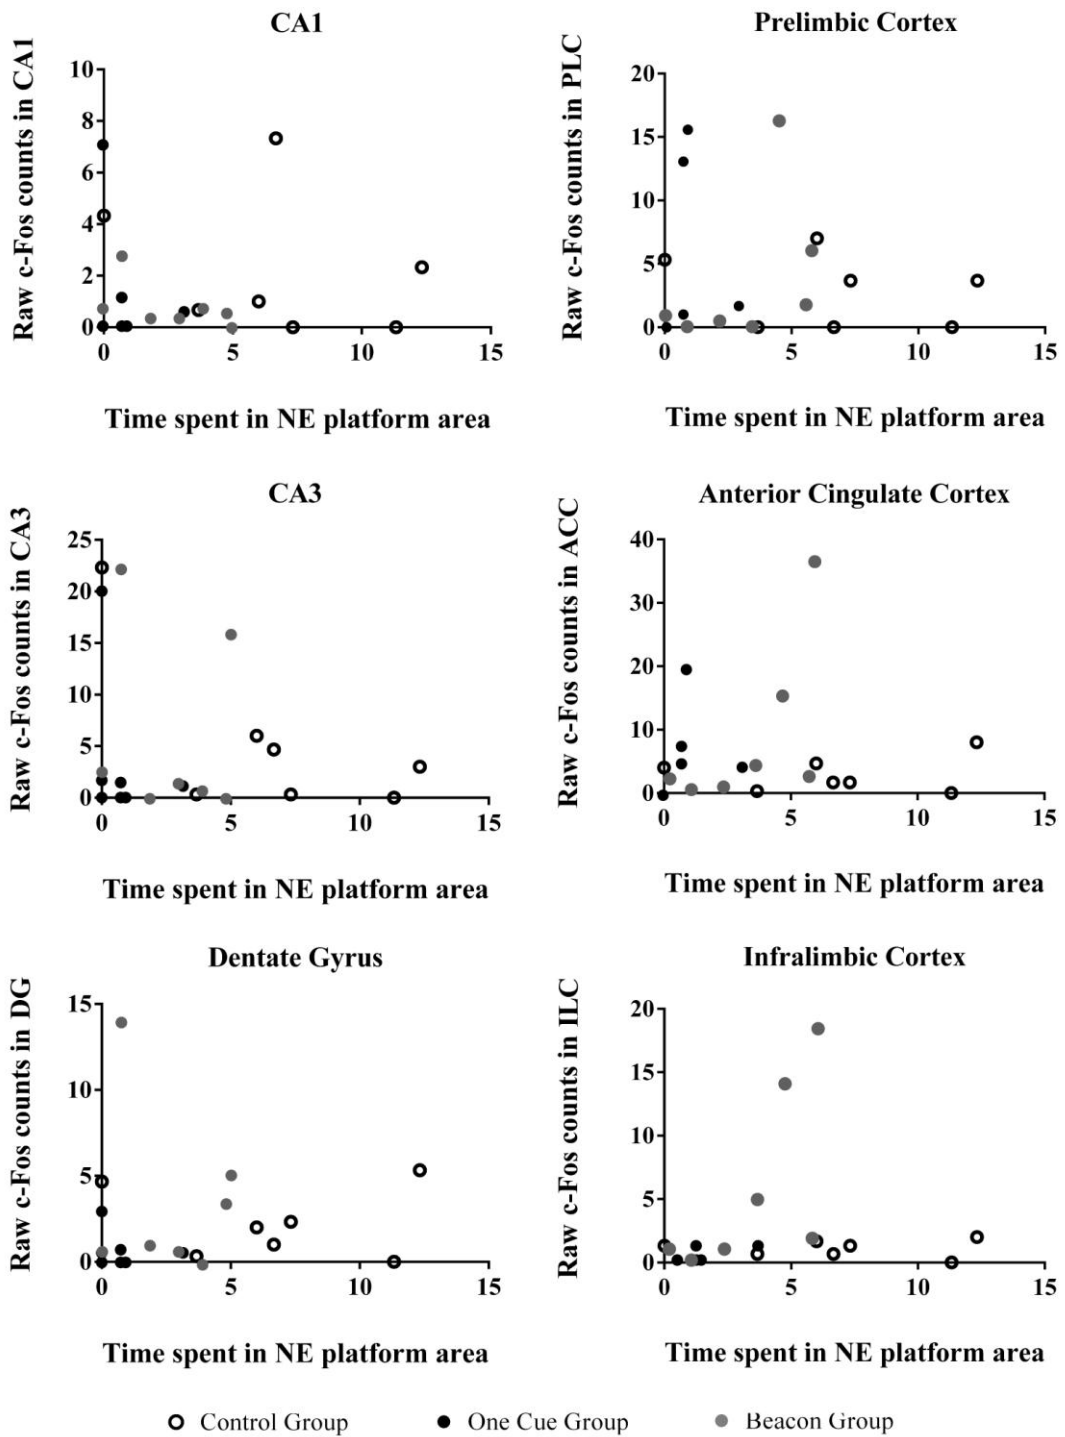 CA1
Raw c-Fos counts in CA1
10
8
6
4
2
0
0 5 10 15
Time spent in NE platform area
Prelimbic Cortex
Raw c-Fos counts in PLC
20
15
10
5
0
0 5 10 15
Time spent in NE platform area
CA3
Raw c-Fos counts in CA3
25
20
15
10
5
0
0 5 10 15
Time spent in NE platform area
Anterior Cingulate Cortex
Raw c-Fos counts in ACC
40
30
20
10
0
0 5 10 15
Time spent in NE platform area
Dentate Gyrus
Raw c-Fos counts in DG
15
10
5
0
0 5 10 15
Time spent in NE platform area
Infralimbic Cortex
Raw c-Fos counts in ILC
20
15
10
5
0
0 5 10 15
Time spent in NE platform area
Control Group One Cue Group Beacon Group